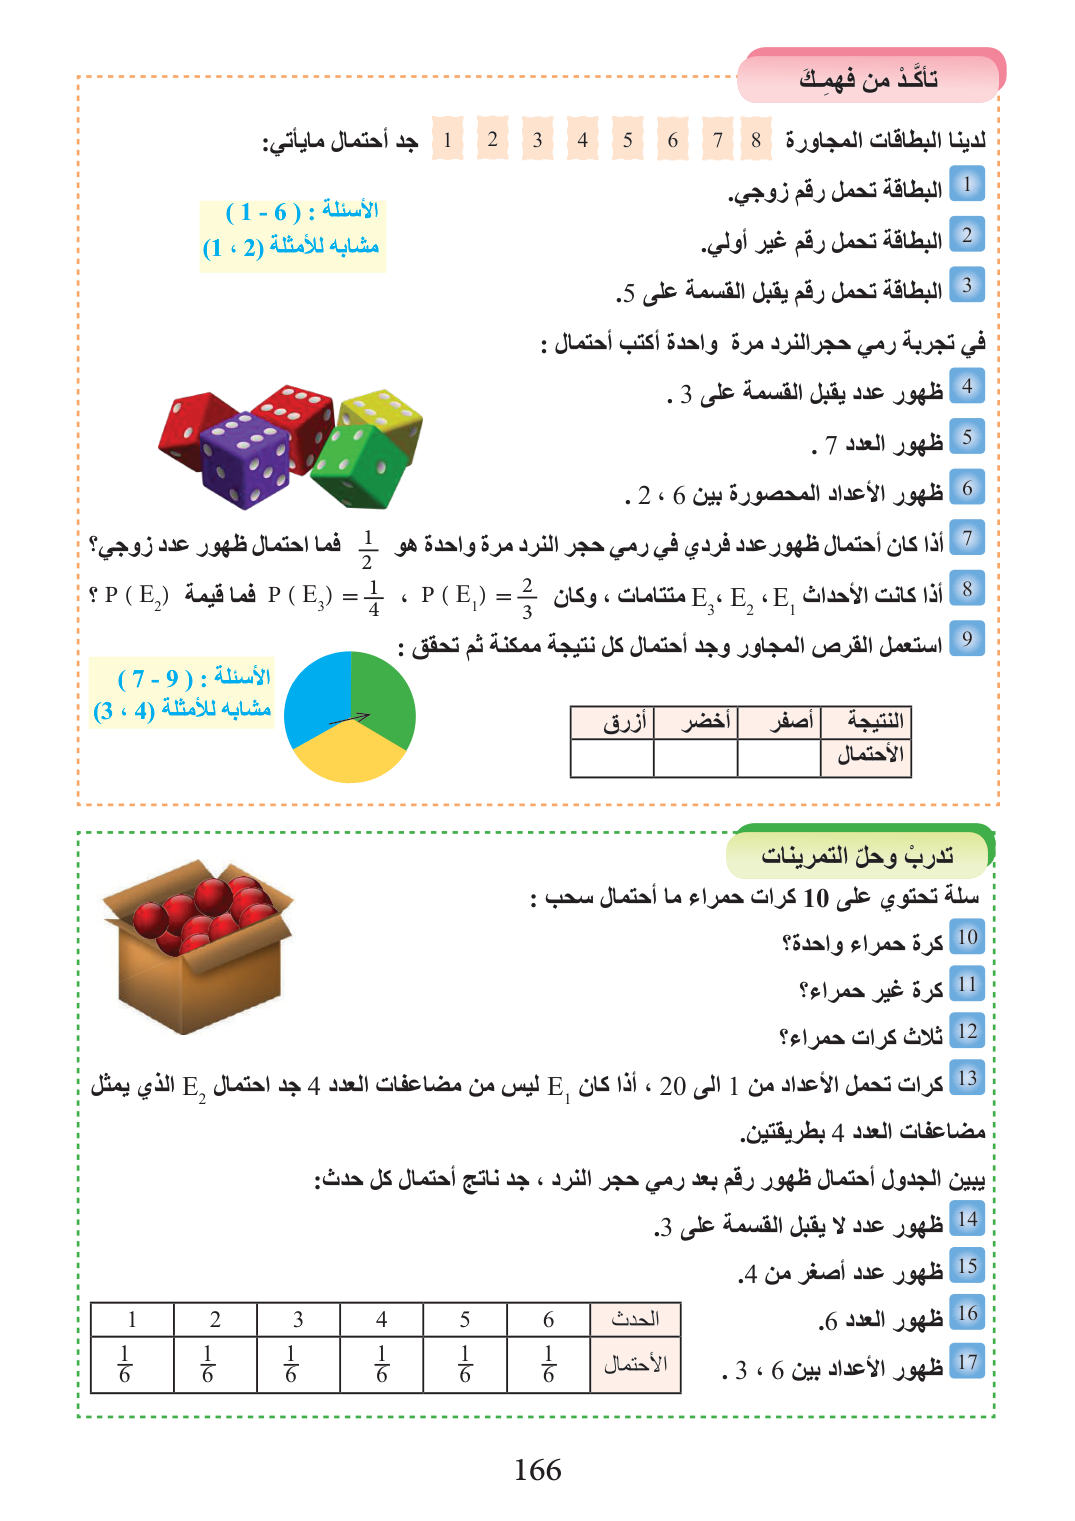 تأكَّدْ من فهمِكَ
لدينا البطاقات المجاورة 8 7 6 5 4 3 2 1 جد أحتمال مايأتي:
1 البطاقة تحمل رقم زوجي.
2 البطاقة تحمل رقم غير أولي.
3 البطاقة تحمل رقم يقبل القسمة على 5.
الأسئلة : ( 6 - 1 )
مشابه للأمثلة (2 ، 1)
في تجربة رمي حجرالنرد مرة واحدة أكتب أحتمال :
4 ظهور عدد يقبل القسمة على 3 .
5 ظهور العدد 7 .
6 ظهور الأعداد المحصورة بين 6 ، 2 .
7 أذا كان أحتمال ظهورعدد فردي في رمي حجر النرد مرة واحدة هو 1/2 فما احتمال ظهور عدد زوجي؟
8 أذا كانت الأحداث E1 ، E2 ،E3 متتامات ، وكان P ( E1) = 2/3 ، P ( E3) = 1/4 فما قيمة P ( E2) ؟
9 استعمل القرص المجاور وجد أحتمال كل نتيجة ممكنة ثم تحقق :
الأسئلة : ( 9 - 7 )
مشابه للأمثلة (4 ، 3)
النتيجة أصفر أخضر أزرق
الأحتمال
تدربْ وحلّ التمرينات
سلة تحتوي على 10 كرات حمراء ما أحتمال سحب :
10 كرة حمراء واحدة؟
11 كرة غير حمراء؟
12 ثلاث كرات حمراء؟
13 كرات تحمل الأعداد من 1 الى 20 ، أذا كان E1 ليس من مضاعفات العدد 4 جد احتمال E2 الذي يمثل
مضاعفات العدد 4 بطريقتين.
يبين الجدول أحتمال ظهور رقم بعد رمي حجر النرد ، جد ناتج أحتمال كل حدث:
14 ظهور عدد لا يقبل القسمة على 3.
15 ظهور عدد أصغر من 4.
16 ظهور العدد 6.
17 ظهور الأعداد بين 6 ، 3 .
الحدث 6 5 4 3 2 1
الأحتمال 1/6 1/6 1/6 1/6 1/6 1/6
166